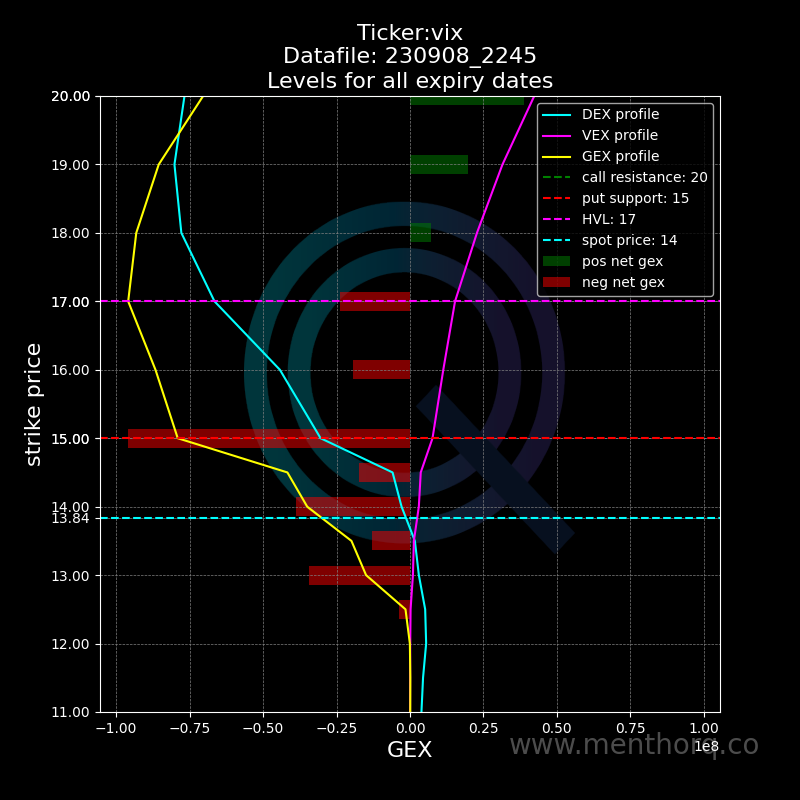 Ticker:vix
Datafile: 230908_2245
Levels for all expiry dates
20.00
19.00
18.00
17.00
16.00
15.00
14.00
13.84
13.00
12.00
11.00
strike price
DEX profile
VEX profile
GEX profile
call resistance: 20
put support: 15
HVL: 17
spot price: 14
pos net gex
neg net gex
−1.00 −0.75 −0.50 −0.25 0.00 0.25 0.50 0.75 1.00
1e8
GEX
www.menthorq.co